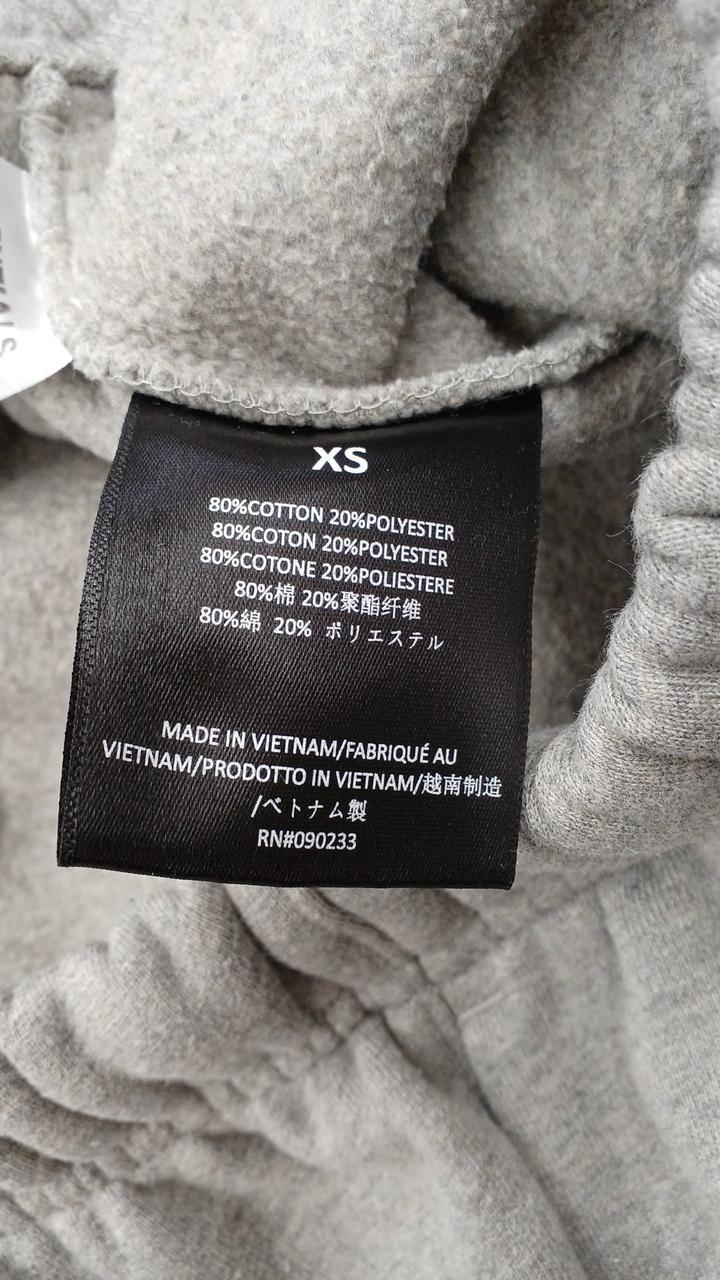 XS
80%COTTON 20%POLYESTER
80%COTON 20%POLYESTER
80%COTONE 20%POLIESTERE
80%棉 20%聚酯纤维
80%綿 20% ポリエステル
MADE IN VIETNAM/FABRIQUÉ AU
VIETNAM/PRODOTTO IN VIETNAM/越南制造
/ベトナム製
RN#090233